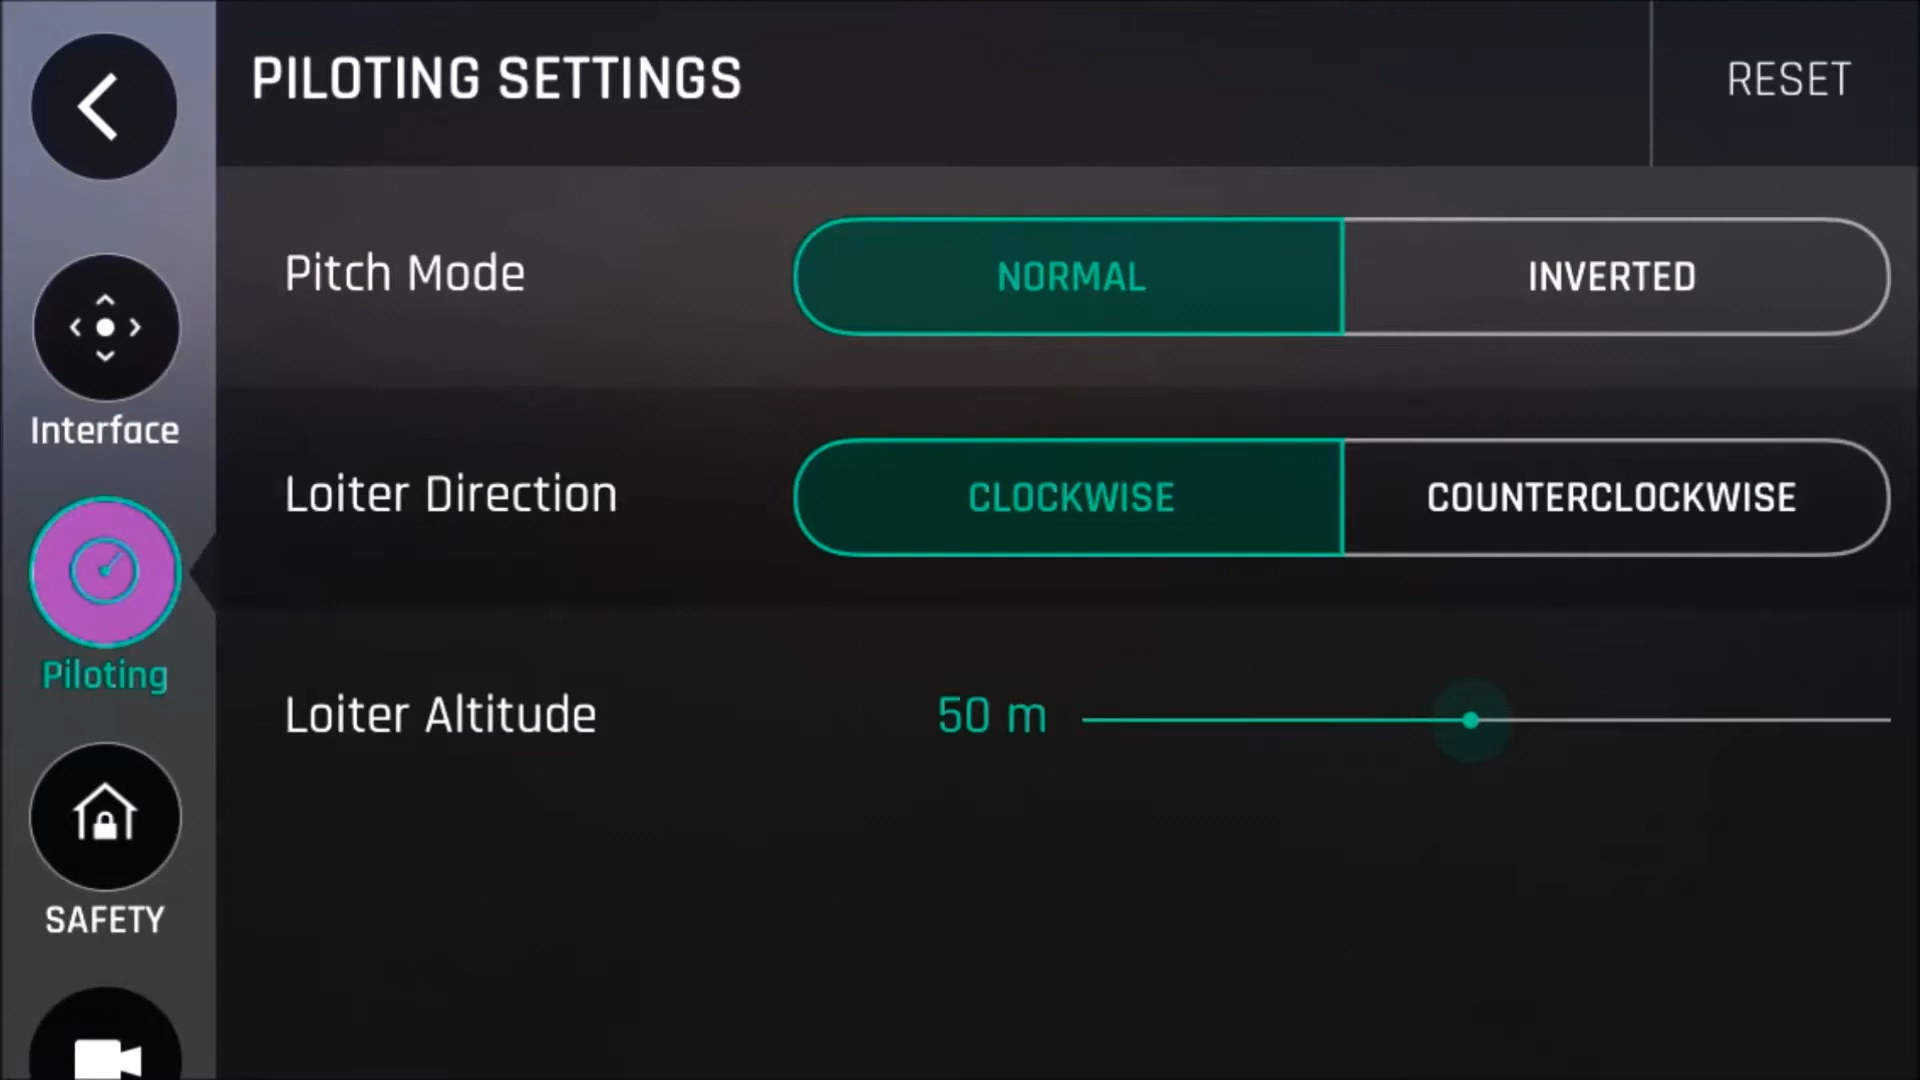 PILOTING SETTINGS
RESET
Interface
Piloting
SAFETY
Pitch Mode
NORMAL
INVERTED
Loiter Direction
CLOCKWISE
COUNTERCLOCKWISE
Loiter Altitude
50 m